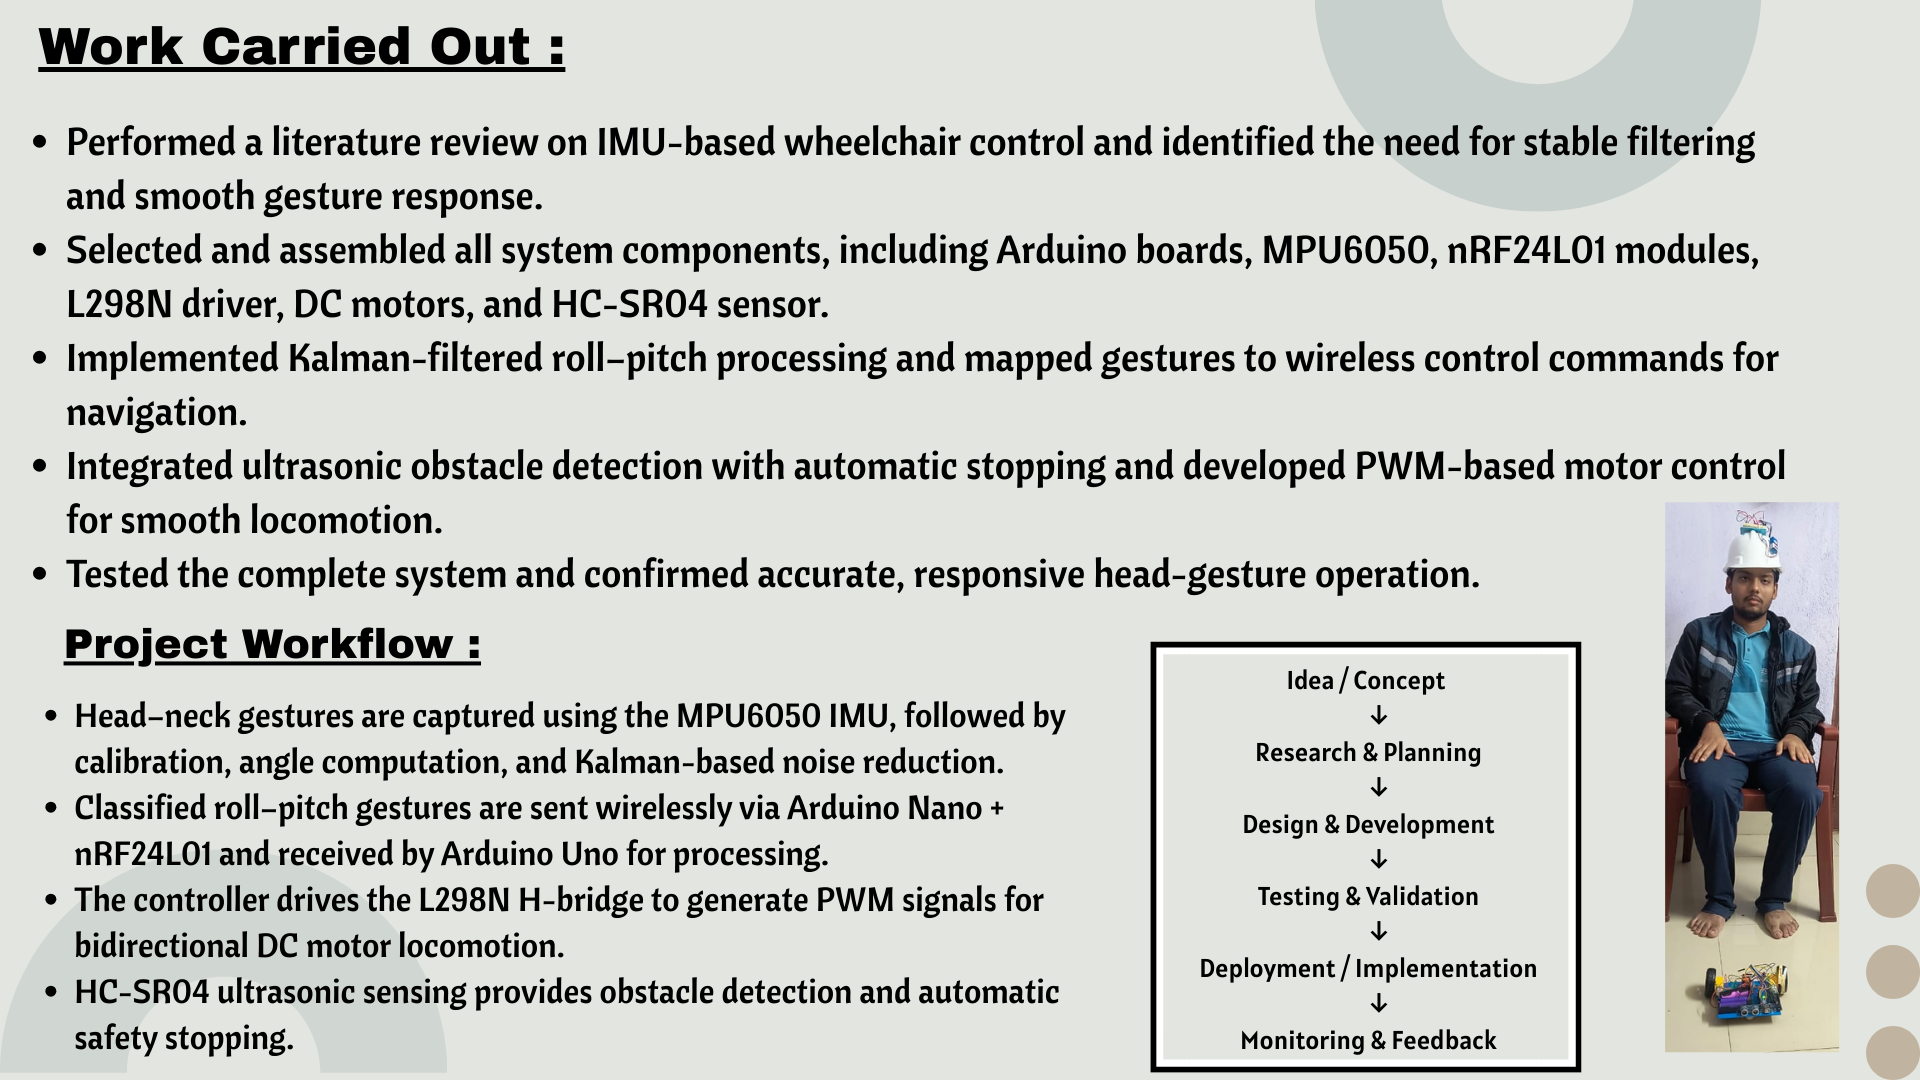 Work Carried Out :
• Performed a literature review on IMU-based wheelchair control and identified the need for stable filtering
and smooth gesture response.
• Selected and assembled all system components, including Arduino boards, MPU6050, nRF24L01 modules,
L298N driver, DC motors, and HC-SR04 sensor.
• Implemented Kalman-filtered roll–pitch processing and mapped gestures to wireless control commands for
navigation.
• Integrated ultrasonic obstacle detection with automatic stopping and developed PWM-based motor control
for smooth locomotion.
• Tested the complete system and confirmed accurate, responsive head-gesture operation.
Project Workflow :
• Head–neck gestures are captured using the MPU6050 IMU, followed by
calibration, angle computation, and Kalman-based noise reduction.
• Classified roll–pitch gestures are sent wirelessly via Arduino Nano +
nRF24L01 and received by Arduino Uno for processing.
• The controller drives the L298N H-bridge to generate PWM signals for
bidirectional DC motor locomotion.
• HC-SR04 ultrasonic sensing provides obstacle detection and automatic
safety stopping.
Idea / Concept
↓
Research & Planning
↓
Design & Development
↓
Testing & Validation
↓
Deployment / Implementation
↓
Monitoring & Feedback